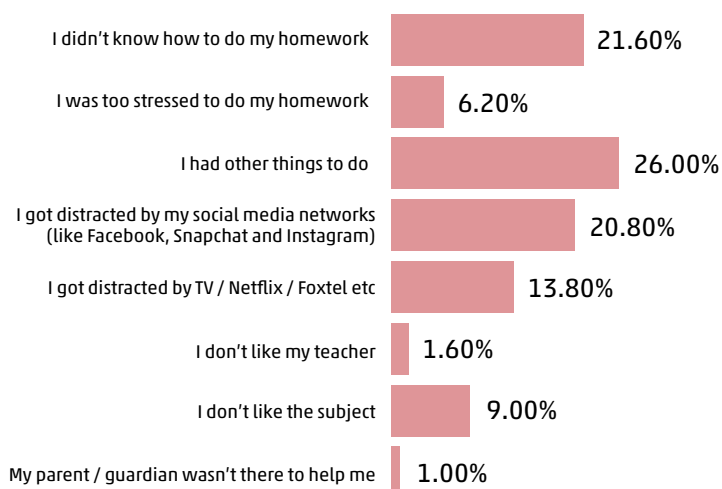 I didn't know how to do my homework 21.60%
I was too stressed to do my homework 6.20%
I had other things to do 26.00%
I got distracted by my social media networks
(like Facebook, Snapchat and Instagram) 20.80%
I got distracted by TV / Netflix / Foxtel etc 13.80%
I don't like my teacher 1.60%
I don't like the subject 9.00%
My parent / guardian wasn't there to help me 1.00%